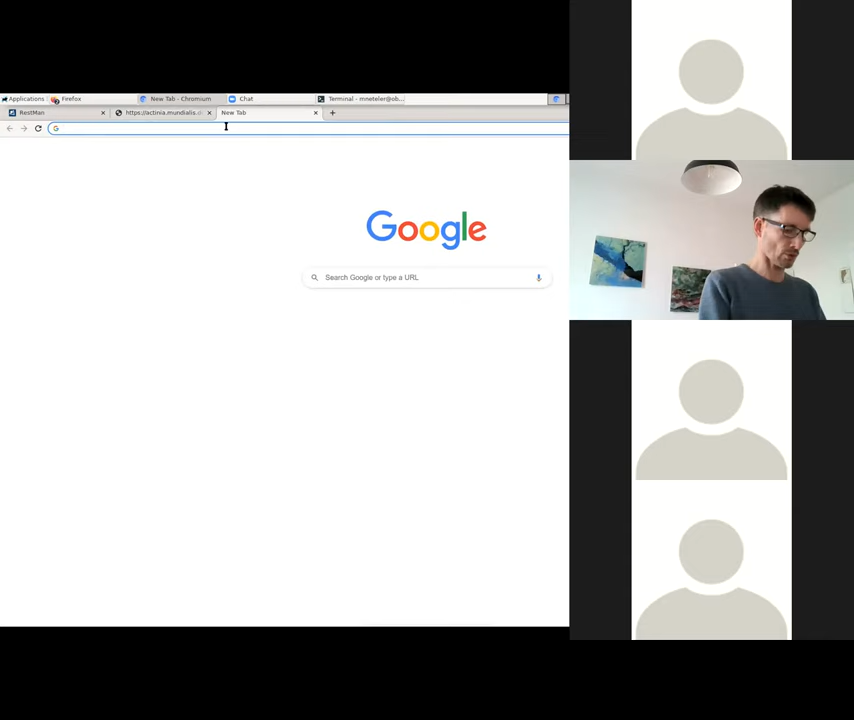 Applications
Firefox
New Tab - Chromium
Chat
Terminal - mneteler@ob...
RestMan
https://actinia.mundialis.d
New Tab
Google
Search Google or type a URL